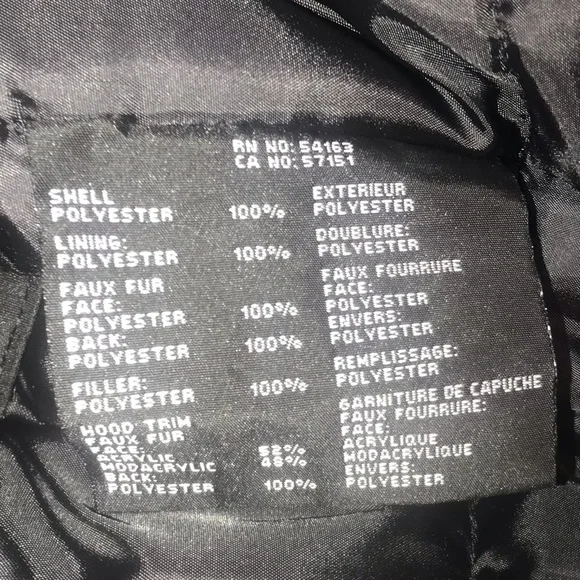 RN NO: 54163
CA NO: 57151
SHELL
POLYESTER 100%
LINING:
POLYESTER 100%
FAUX FUR
FACE:
POLYESTER 100%
BACK:
POLYESTER 100%
FILLER:
POLYESTER 100%
HOOD TRIM
FAUX FUR
FACE:
ACRYLIC 52%
MODACRYLIC 48%
BACK:
POLYESTER 100%
EXTERIEUR
POLYESTER
DOUBLURE:
POLYESTER
FAUX FOURRURE
FACE:
POLYESTER
ENVERS:
POLYESTER
REMPLISSAGE:
POLYESTER
GARNITURE DE CAPUCHE
FAUX FOURRURE:
FACE:
ACRYLIQUE
MODACRYLIQUE
ENVERS:
POLYESTER